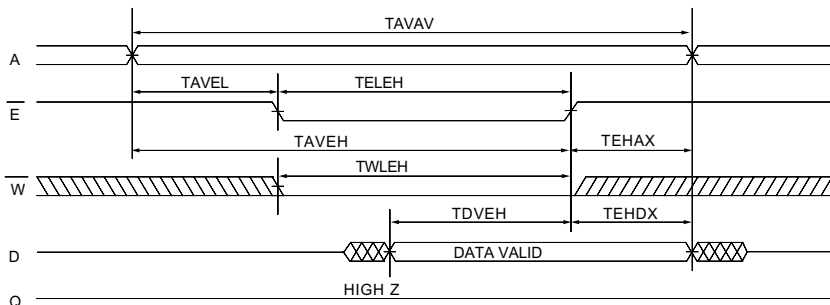 TAVAV
A
TAVEL TELEH
E
TAVEH TEHAX
TWLEH
W
TDVEH TEHDX
D DATA VALID
HIGH Z
Q